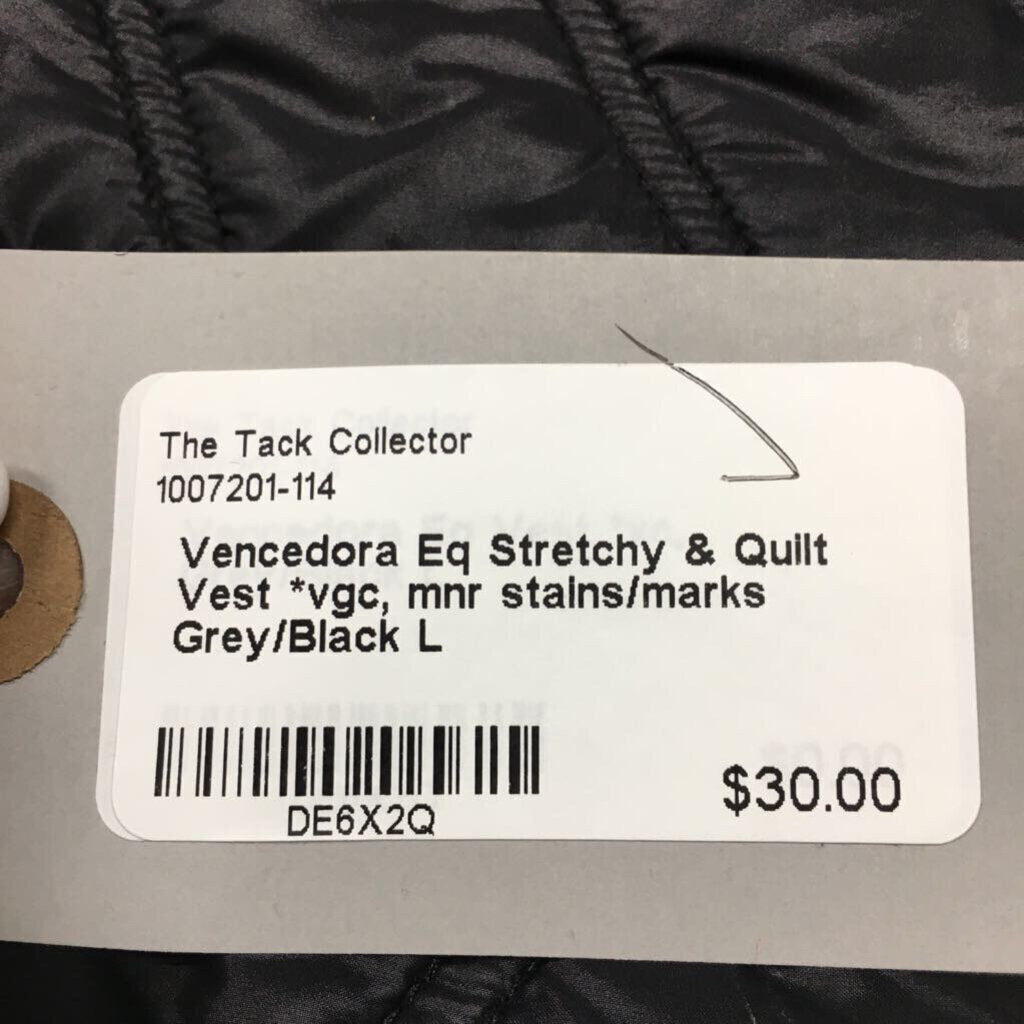 The Tack Collector
1007201-114
Vencedora Eq Stretchy & Quilt
Vest *vgc, mnr stains/marks
Grey/Black L
DE6X2Q
$30.00